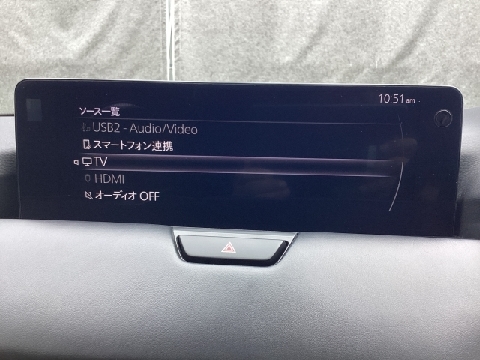 10:51am
ソース一覧
USB2 - Audio/Video
スマートフォン連携
TV
HDMI
オーディオ OFF